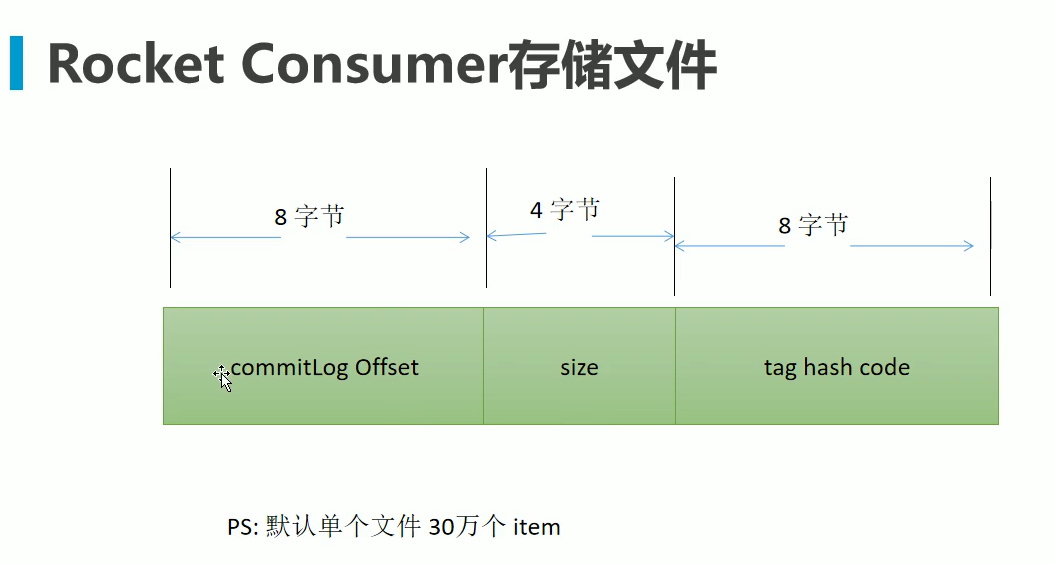 Rocket Consumer存储文件
8 字节
4 字节
8 字节
commitLog Offset
size
tag hash code
PS: 默认单个文件 30万个 item